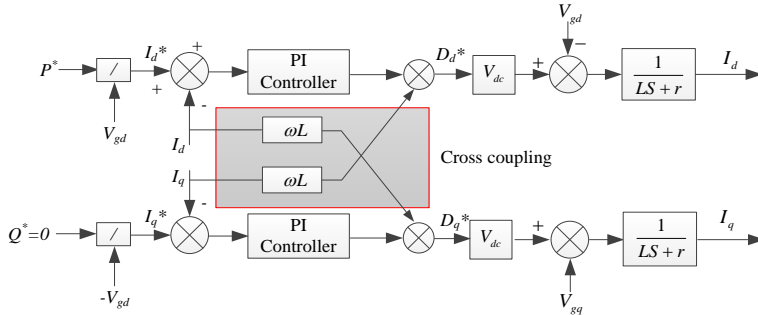 V_gd
P* / I_d* + + - PI Controller D_d* V_dc + − 1/(LS + r) I_d
V_gd
I_d
ωL
I_q
ωL
Cross coupling
Q*=0 / I_q* - PI Controller D_q* V_dc + 1/(LS + r) I_q
-V_gd
V_gq